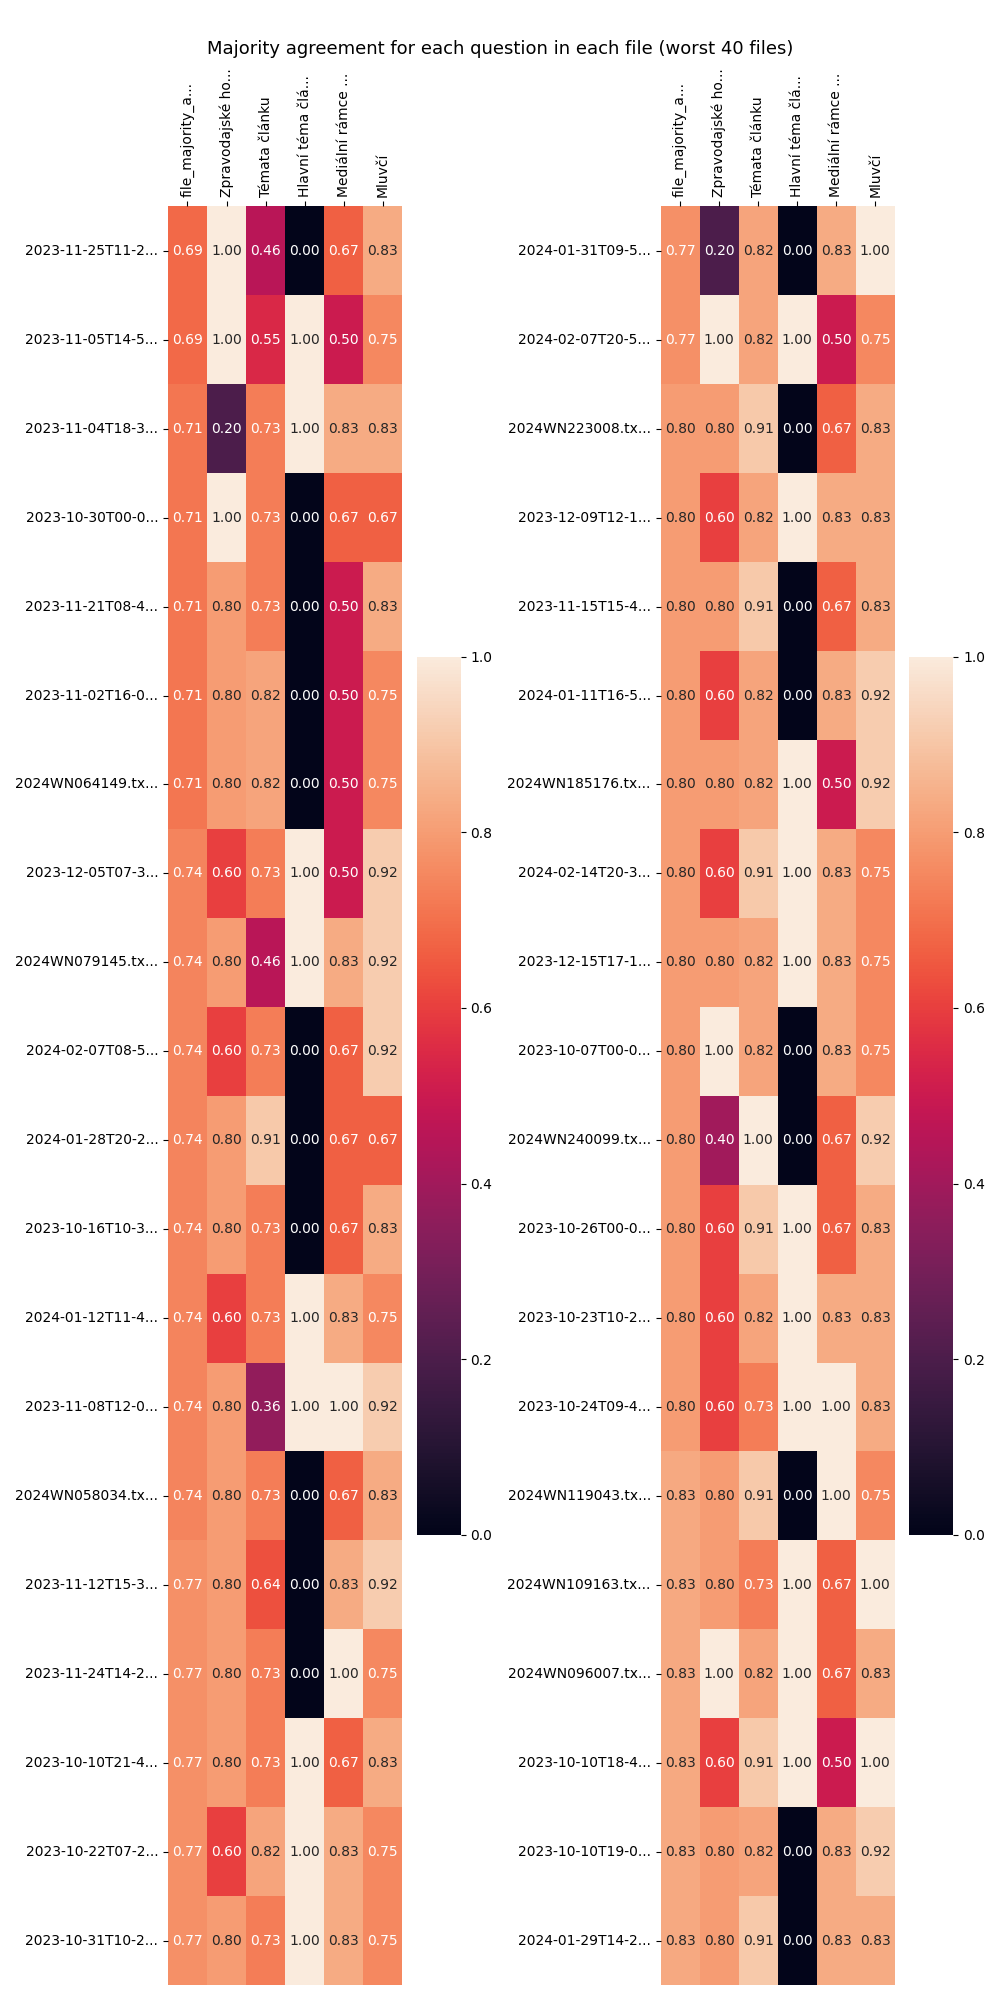 Majority agreement for each question in each file (worst 40 files)
file_majority_a... Zpravodajské ho... Témata článku Hlavní téma člá... Mediální rámce ... Mluvčí
2023-11-25T11-2... 0.69 1.00 0.46 0.00 0.67 0.83
2023-11-05T14-5... 0.69 1.00 0.55 1.00 0.50 0.75
2023-11-04T18-3... 0.71 0.20 0.73 1.00 0.83 0.83
2023-10-30T00-0... 0.71 1.00 0.73 0.00 0.67 0.67
2023-11-21T08-4... 0.71 0.80 0.73 0.00 0.50 0.83
2023-11-02T16-0... 0.71 0.80 0.82 0.00 0.50 0.75
2024WN064149.tx... 0.71 0.80 0.82 0.00 0.50 0.75
2023-12-05T07-3... 0.74 0.60 0.73 1.00 0.50 0.92
2024WN079145.tx... 0.74 0.80 0.46 1.00 0.83 0.92
2024-02-07T08-5... 0.74 0.60 0.73 0.00 0.67 0.92
2024-01-28T20-2... 0.74 0.80 0.91 0.00 0.67 0.67
2023-10-16T10-3... 0.74 0.80 0.73 0.00 0.67 0.83
2024-01-12T11-4... 0.74 0.60 0.73 1.00 0.83 0.75
2023-11-08T12-0... 0.74 0.80 0.36 1.00 1.00 0.92
2024WN058034.tx... 0.74 0.80 0.73 0.00 0.67 0.83
2023-11-12T15-3... 0.77 0.80 0.64 0.00 0.83 0.92
2023-11-24T14-2... 0.77 0.80 0.73 0.00 1.00 0.75
2023-10-10T21-4... 0.77 0.80 0.73 1.00 0.67 0.83
2023-10-22T07-2... 0.77 0.60 0.82 1.00 0.83 0.75
2023-10-31T10-2... 0.77 0.80 0.73 1.00 0.83 0.75
1.0
0.8
0.6
0.4
0.2
0.0
file_majority_a... Zpravodajské ho... Témata článku Hlavní téma člá... Mediální rámce ... Mluvčí
2024-01-31T09-5... 0.77 0.20 0.82 0.00 0.83 1.00
2024-02-07T20-5... 0.77 1.00 0.82 1.00 0.50 0.75
2024WN223008.tx... 0.80 0.80 0.91 0.00 0.67 0.83
2023-12-09T12-1... 0.80 0.60 0.82 1.00 0.83 0.83
2023-11-15T15-4... 0.80 0.80 0.91 0.00 0.67 0.83
2024-01-11T16-5... 0.80 0.60 0.82 0.00 0.83 0.92
2024WN185176.tx... 0.80 0.80 0.82 1.00 0.50 0.92
2024-02-14T20-3... 0.80 0.60 0.91 1.00 0.83 0.75
2023-12-15T17-1... 0.80 0.80 0.82 1.00 0.83 0.75
2023-10-07T00-0... 0.80 1.00 0.82 0.00 0.83 0.75
2024WN240099.tx... 0.80 0.40 1.00 0.00 0.67 0.92
2023-10-26T00-0... 0.80 0.60 0.91 1.00 0.67 0.83
2023-10-23T10-2... 0.80 0.60 0.82 1.00 0.83 0.83
2023-10-24T09-4... 0.80 0.60 0.73 1.00 1.00 0.83
2024WN119043.tx... 0.83 0.80 0.91 0.00 1.00 0.75
2024WN109163.tx... 0.83 0.80 0.73 1.00 0.67 1.00
2024WN096007.tx... 0.83 1.00 0.82 1.00 0.67 0.83
2023-10-10T18-4... 0.83 0.60 0.91 1.00 0.50 1.00
2023-10-10T19-0... 0.83 0.80 0.82 0.00 0.83 0.92
2024-01-29T14-2... 0.83 0.80 0.91 0.00 0.83 0.83
1.0
0.8
0.6
0.4
0.2
0.0